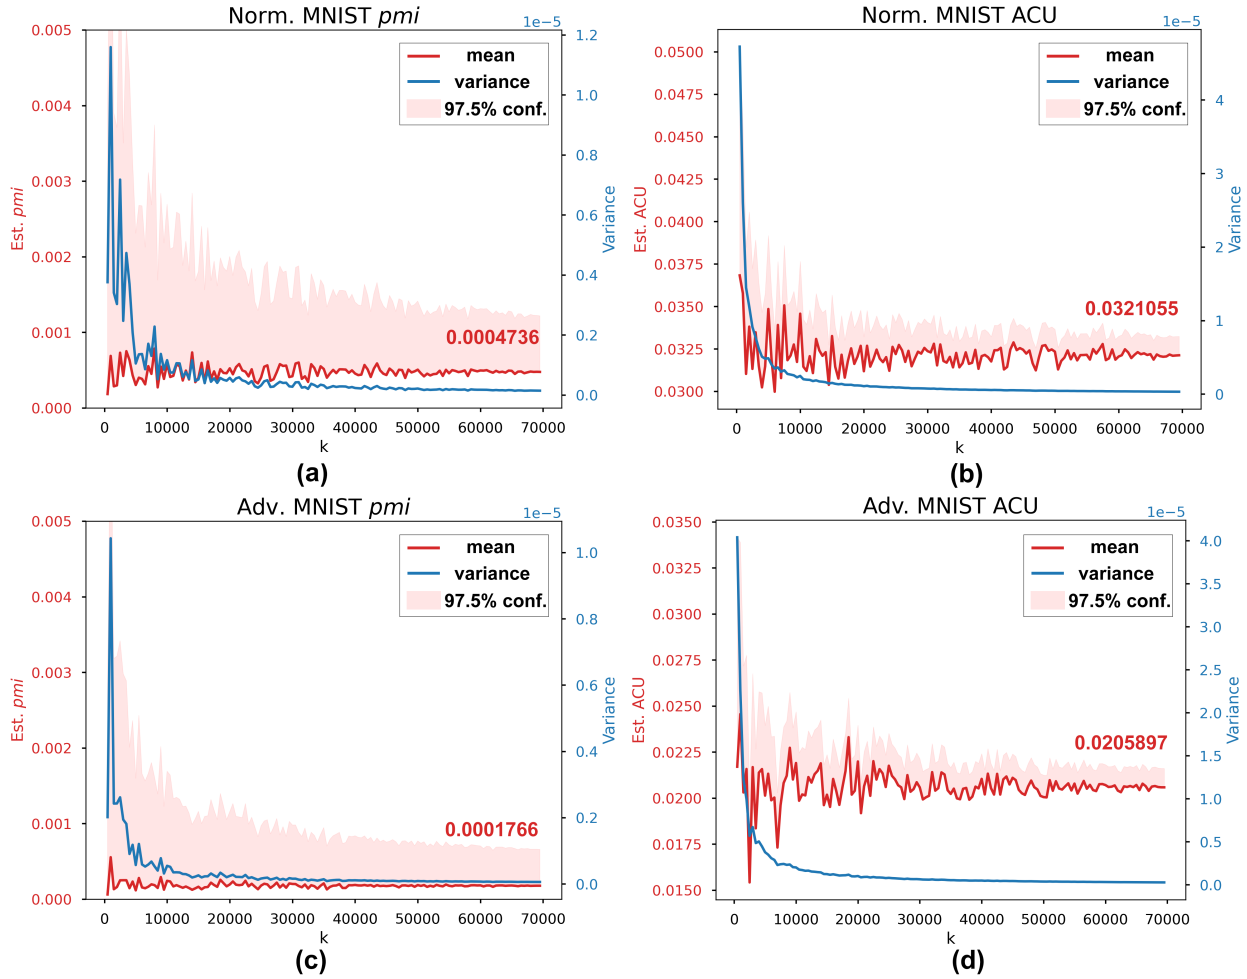 Norm. MNIST pmi
1e−5
0.005
0.004
0.003
0.002
0.001
0.000
Est. pmi
1.2
1.0
0.8
0.6
0.4
0.2
0.0
Variance
mean
variance
97.5% conf.
0.0004736
0 10000 20000 30000 40000 50000 60000 70000
k
(a)
Norm. MNIST ACU
1e−5
0.0500
0.0475
0.0450
0.0425
0.0400
0.0375
0.0350
0.0325
0.0300
Est. ACU
4
3
2
1
0
Variance
mean
variance
97.5% conf.
0.0321055
0 10000 20000 30000 40000 50000 60000 70000
k
(b)
Adv. MNIST pmi
1e−5
0.005
0.004
0.003
0.002
0.001
0.000
Est. pmi
1.0
0.8
0.6
0.4
0.2
0.0
Variance
mean
variance
97.5% conf.
0.0001766
0 10000 20000 30000 40000 50000 60000 70000
k
(c)
Adv. MNIST ACU
1e−5
0.0350
0.0325
0.0300
0.0275
0.0250
0.0225
0.0200
0.0175
0.0150
Est. ACU
4.0
3.5
3.0
2.5
2.0
1.5
1.0
0.5
0.0
Variance
mean
variance
97.5% conf.
0.0205897
0 10000 20000 30000 40000 50000 60000 70000
k
(d)